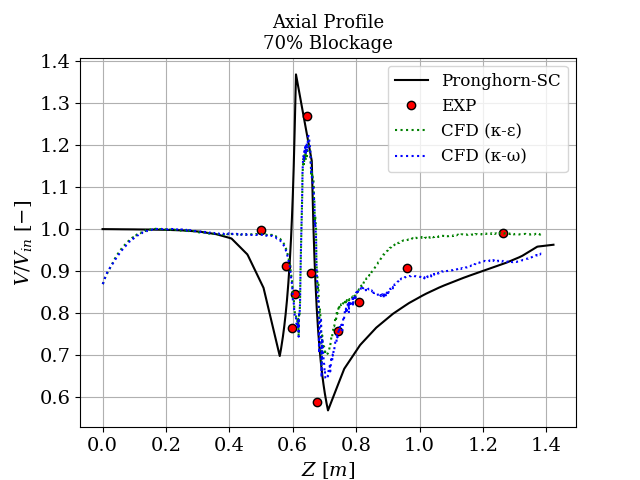 Axial Profile
70% Blockage
1.4
1.3
1.2
1.1
1.0
0.9
0.8
0.7
0.6
V/V_in [−]
Pronghorn-SC
EXP
CFD (κ-ε)
CFD (κ-ω)
0.0 0.2 0.4 0.6 0.8 1.0 1.2 1.4
Z [m]